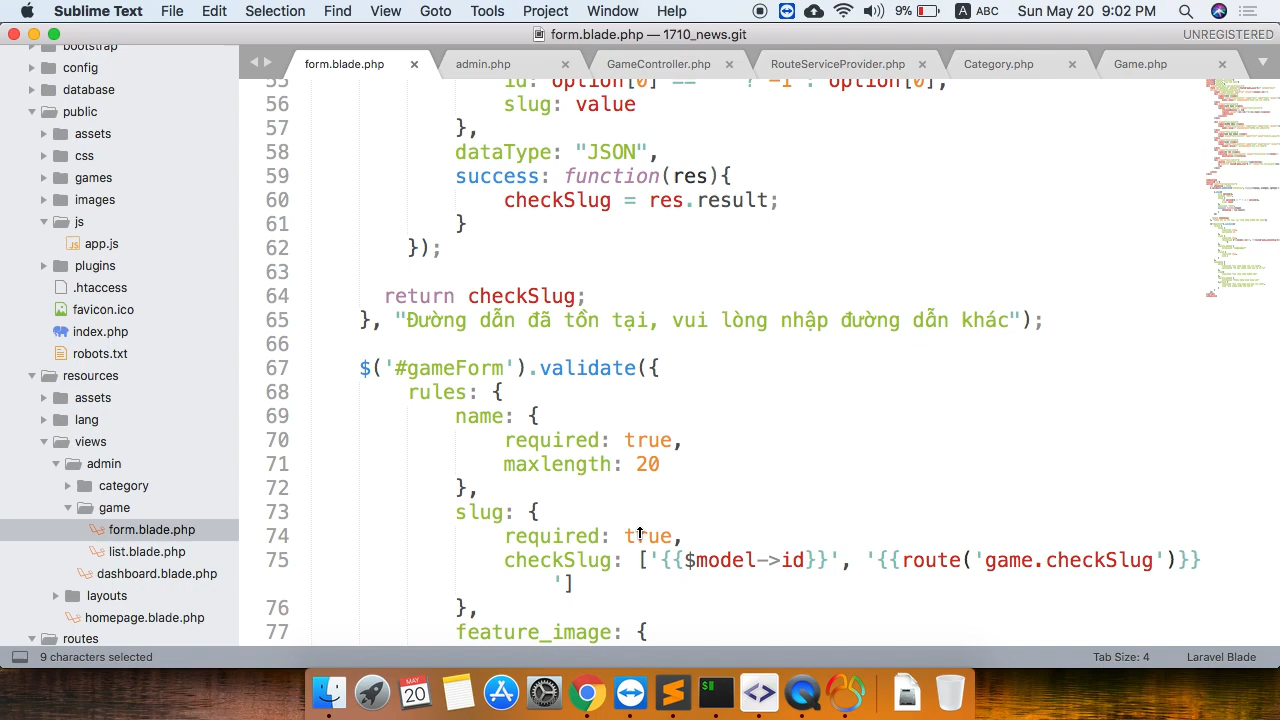 Sublime Text File Edit Selection Find View Goto Tools Project Window Help 9% A ABC Sun May 20 9:02 PM
form.blade.php — 1710_news.git UNREGISTERED
form.blade.php admin.php GameController.php RouteServiceProvider.php Category.php Game.php
bootstrap
config
database
public
assets
css
games
images
js
app.js
plugins
.htaccess
favicon.ico
index.php
robots.txt
resources
assets
lang
views
admin
category
game
form.blade.php
list.blade.php
dashboard.blade.php
layouts
homepage.blade.php
routes
55 id: option[0] == ? -1 : option[0],
56 slug: value
57 },
58 dataType: "JSON",
59 success: function(res){
60 checkSlug = res.result;
61 }
62 });
63
64 return checkSlug;
65 }, "Đường dẫn đã tồn tại, vui lòng nhập đường dẫn khác");
66
67 $('#gameForm').validate({
68 rules: {
69 name: {
70 required: true,
71 maxlength: 20
72 },
73 slug: {
74 required: true,
75 checkSlug: ['{{$model->id}}', '{{route('game.checkSlug')}}
']
76 },
77 feature_image: {
9 characters selected Tab Size: 4 Laravel Blade
MAY
20